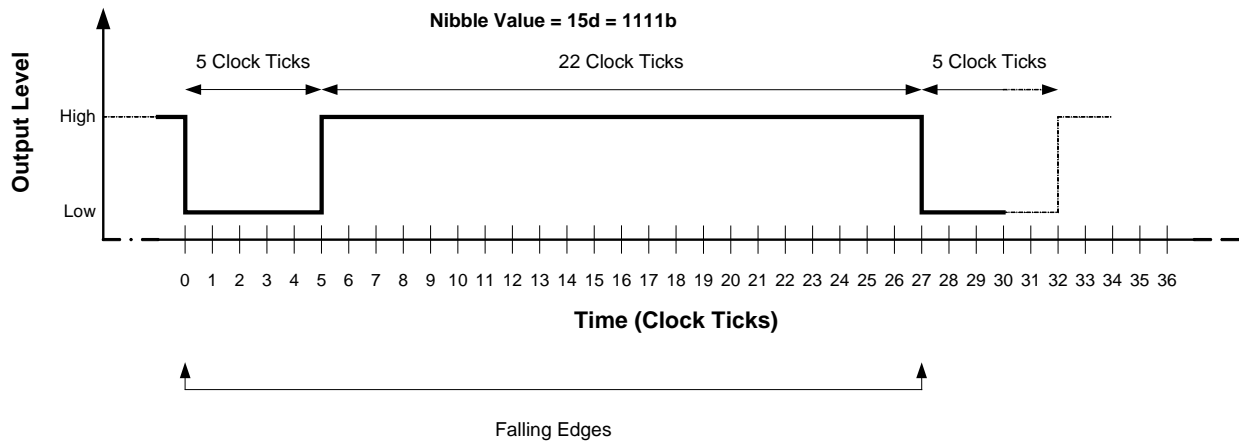 Nibble Value = 15d = 1111b
5 Clock Ticks 22 Clock Ticks 5 Clock Ticks
Output Level
High
Low
0 1 2 3 4 5 6 7 8 9 10 11 12 13 14 15 16 17 18 19 20 21 22 23 24 25 26 27 28 29 30 31 32 33 34 35 36
Time (Clock Ticks)
Falling Edges